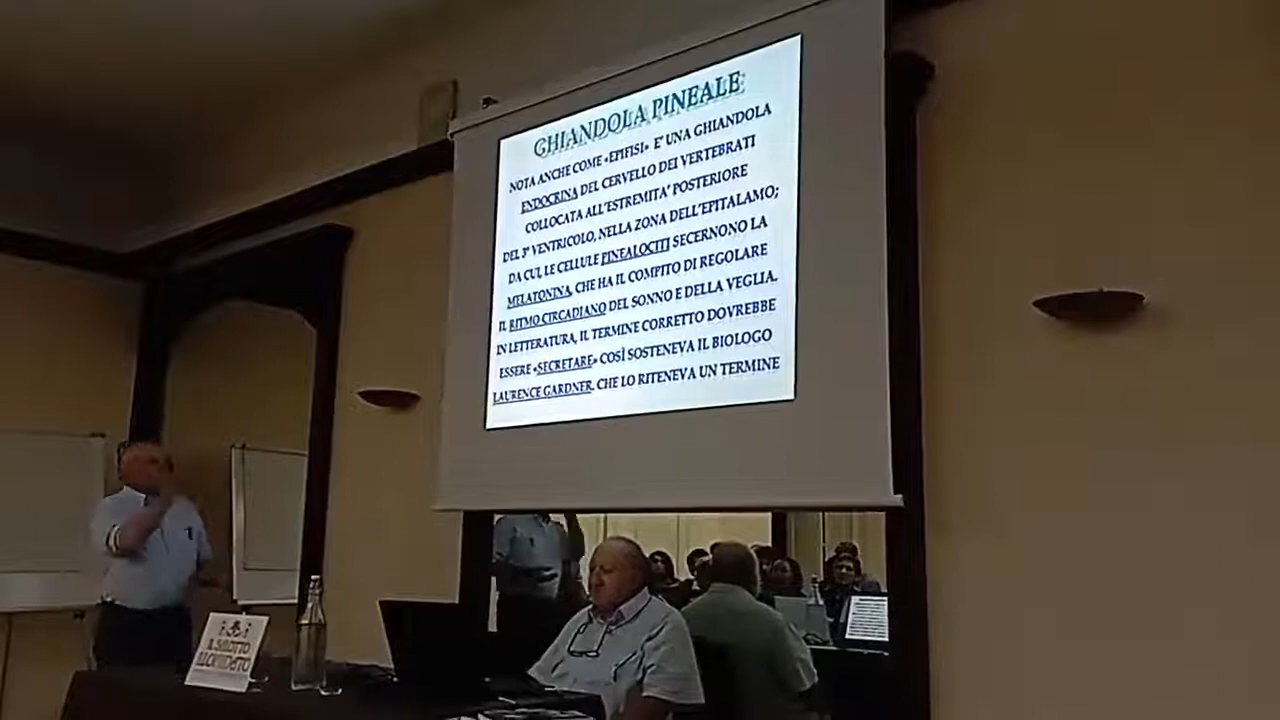 GHIANDOLA PINEALE
NOTA ANCHE COME «EPIFISI» E' UNA GHIANDOLA
ENDOCRINA DEL CERVELLO DEI VERTEBRATI
COLLOCATA ALL'ESTREMITA' POSTERIORE
DEL 3° VENTRICOLO, NELLA ZONA DELL'EPITALAMO;
DA CUI, LE CELLULE PINEALOCITI SECERNONO LA
MELATONINA, CHE HA IL COMPITO DI REGOLARE
IL RITMO CIRCADIANO DEL SONNO E DELLA VEGLIA.
IN LETTERATURA, IL TERMINE CORRETTO DOVREBBE
ESSERE «SECRETARE» COSÌ SOSTENEVA IL BIOLOGO
LAURENCE GARDNER, CHE LO RITENEVA UN TERMINE
IL SALOTTO
ILLUMINATO